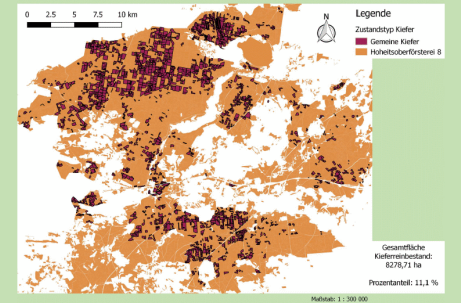 0 2.5 5 7.5 10 km
N
Legende
Zustandstyp Kiefer
Gemeine Kiefer
Hoheitsoberförsterei 8
Gesamtfläche
Kieferreinbestand:
8278,71 ha
Prozentanteil: 11,1 %
Maßstab: 1 : 300 000